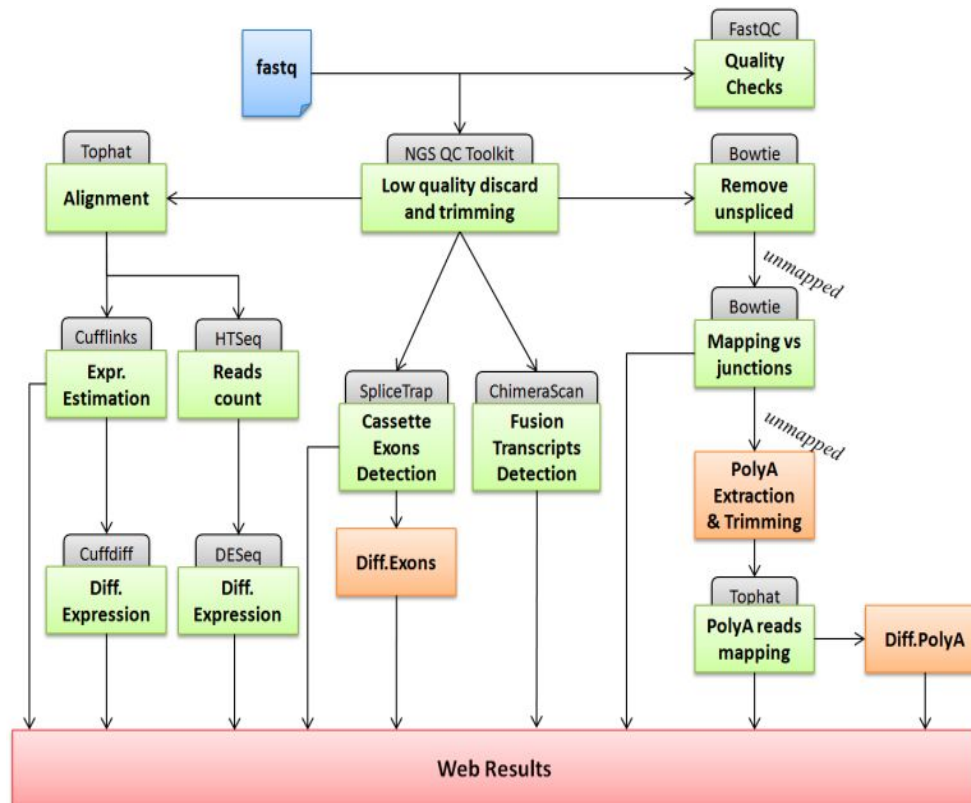 FastQC
fastq
Quality
Checks
Tophat
NGS QC Toolkit
Bowtie
Alignment
Low quality discard
and trimming
Remove
unspliced
unmapped
Bowtie
Cufflinks
HTSeq
Mapping vs
junctions
Expr.
Estimation
Reads
count
SpliceTrap
ChimeraScan
Cassette
Exons
Detection
Fusion
Transcripts
Detection
unmapped
PolyA
Extraction
& Trimming
Cuffdiff
DESeq
Diff.Exons
Diff.
Expression
Diff.
Expression
Tophat
PolyA reads
mapping
Diff.PolyA
Web Results